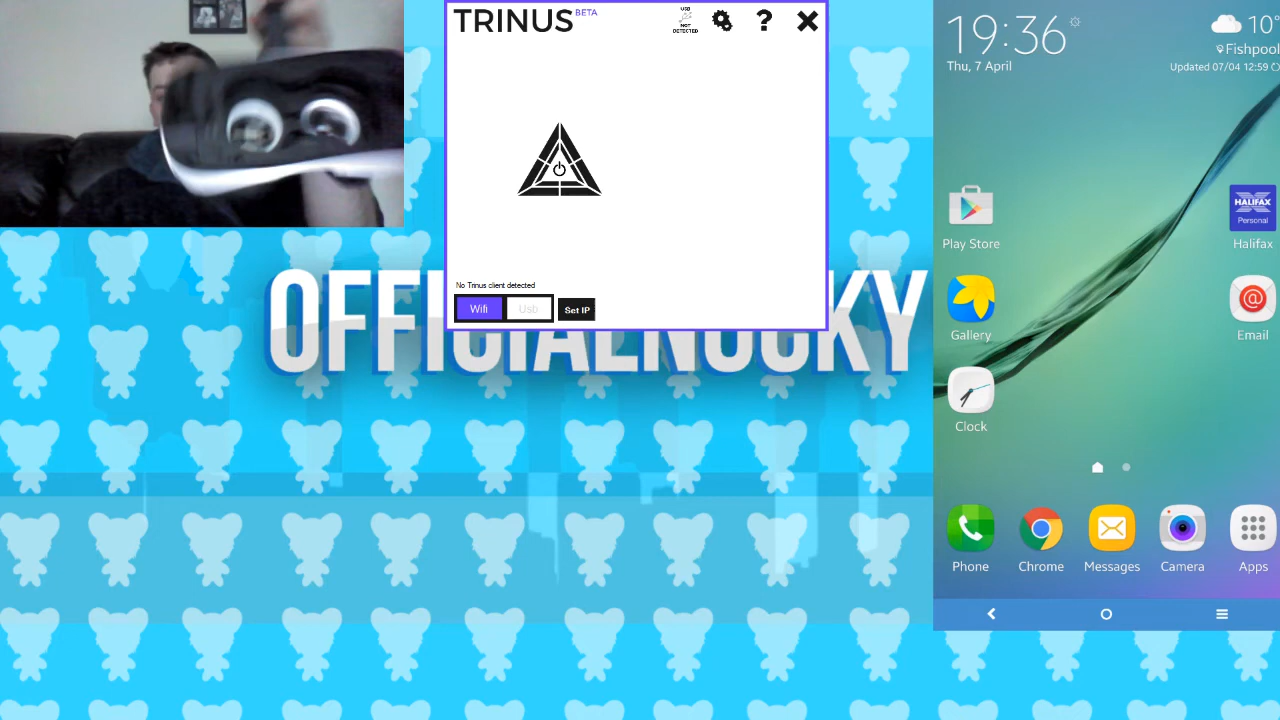 TRINUS BETA
USB
NOT
DETECTED
?
No Trinus client detected
Wifi
Usb
Set IP
OFFICIALNOCKY
19:36
Thu, 7 April
10°
Fishpool
Updated 07/04 12:59
Play Store
HALIFAX
Personal
Halifax
Gallery
@
Email
Clock
Phone
Chrome
Messages
Camera
Apps